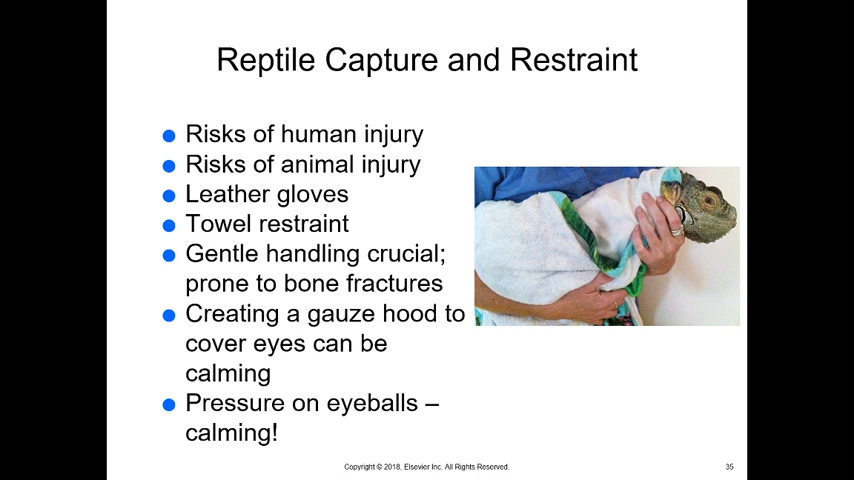 Reptile Capture and Restraint
Risks of human injury
Risks of animal injury
Leather gloves
Towel restraint
Gentle handling crucial;
prone to bone fractures
Creating a gauze hood to
cover eyes can be
calming
Pressure on eyeballs –
calming!
Copyright © 2018, Elsevier Inc. All Rights Reserved.
35